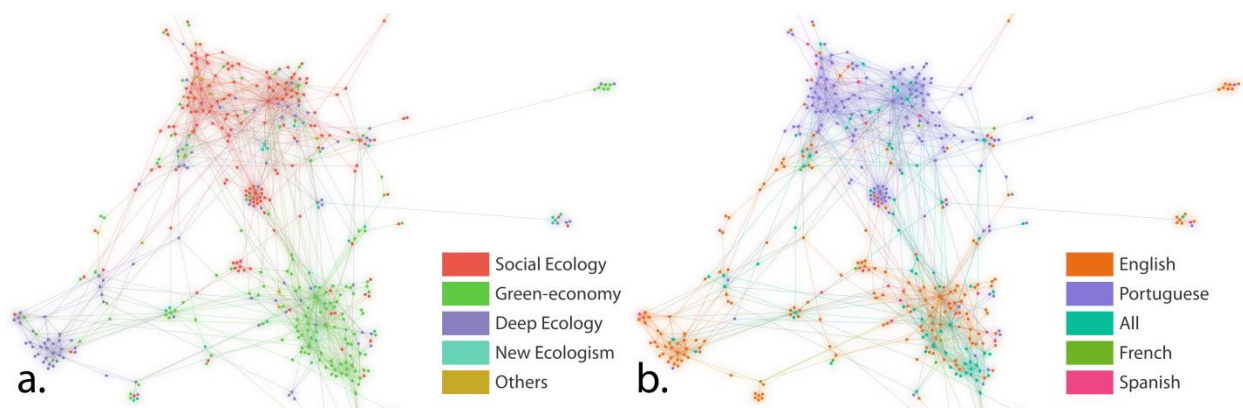 Social Ecology
Green-economy
Deep Ecology
New Ecologism
Others
a.
English
Portuguese
All
French
Spanish
b.